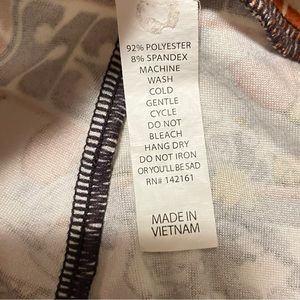 92% POLYESTER
8% SPANDEX
MACHINE
WASH
COLD
GENTLE
CYCLE
DO NOT
BLEACH
HANG DRY
DO NOT IRON
OR YOU'LL BE SAD
RN# 142161
MADE IN
VIETNAM